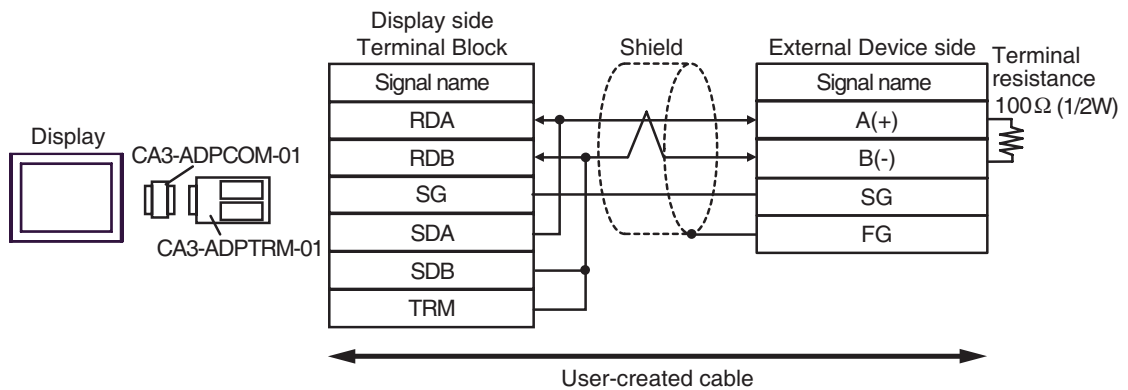 Display side
Terminal Block
Shield
External Device side
Terminal
resistance
100Ω (1/2W)
Signal name
RDA
RDB
SG
SDA
SDB
TRM
Signal name
A(+)
B(-)
SG
FG
Display
CA3-ADPCOM-01
CA3-ADPTRM-01
User-created cable